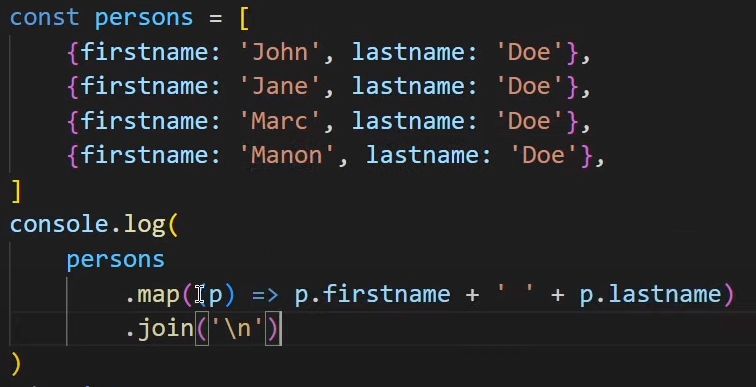 const persons = [
    {firstname: 'John', lastname: 'Doe'},
    {firstname: 'Jane', lastname: 'Doe'},
    {firstname: 'Marc', lastname: 'Doe'},
    {firstname: 'Manon', lastname: 'Doe'},
]
console.log(
    persons
        .map((p) => p.firstname + ' ' + p.lastname)
        .join('\n')
)